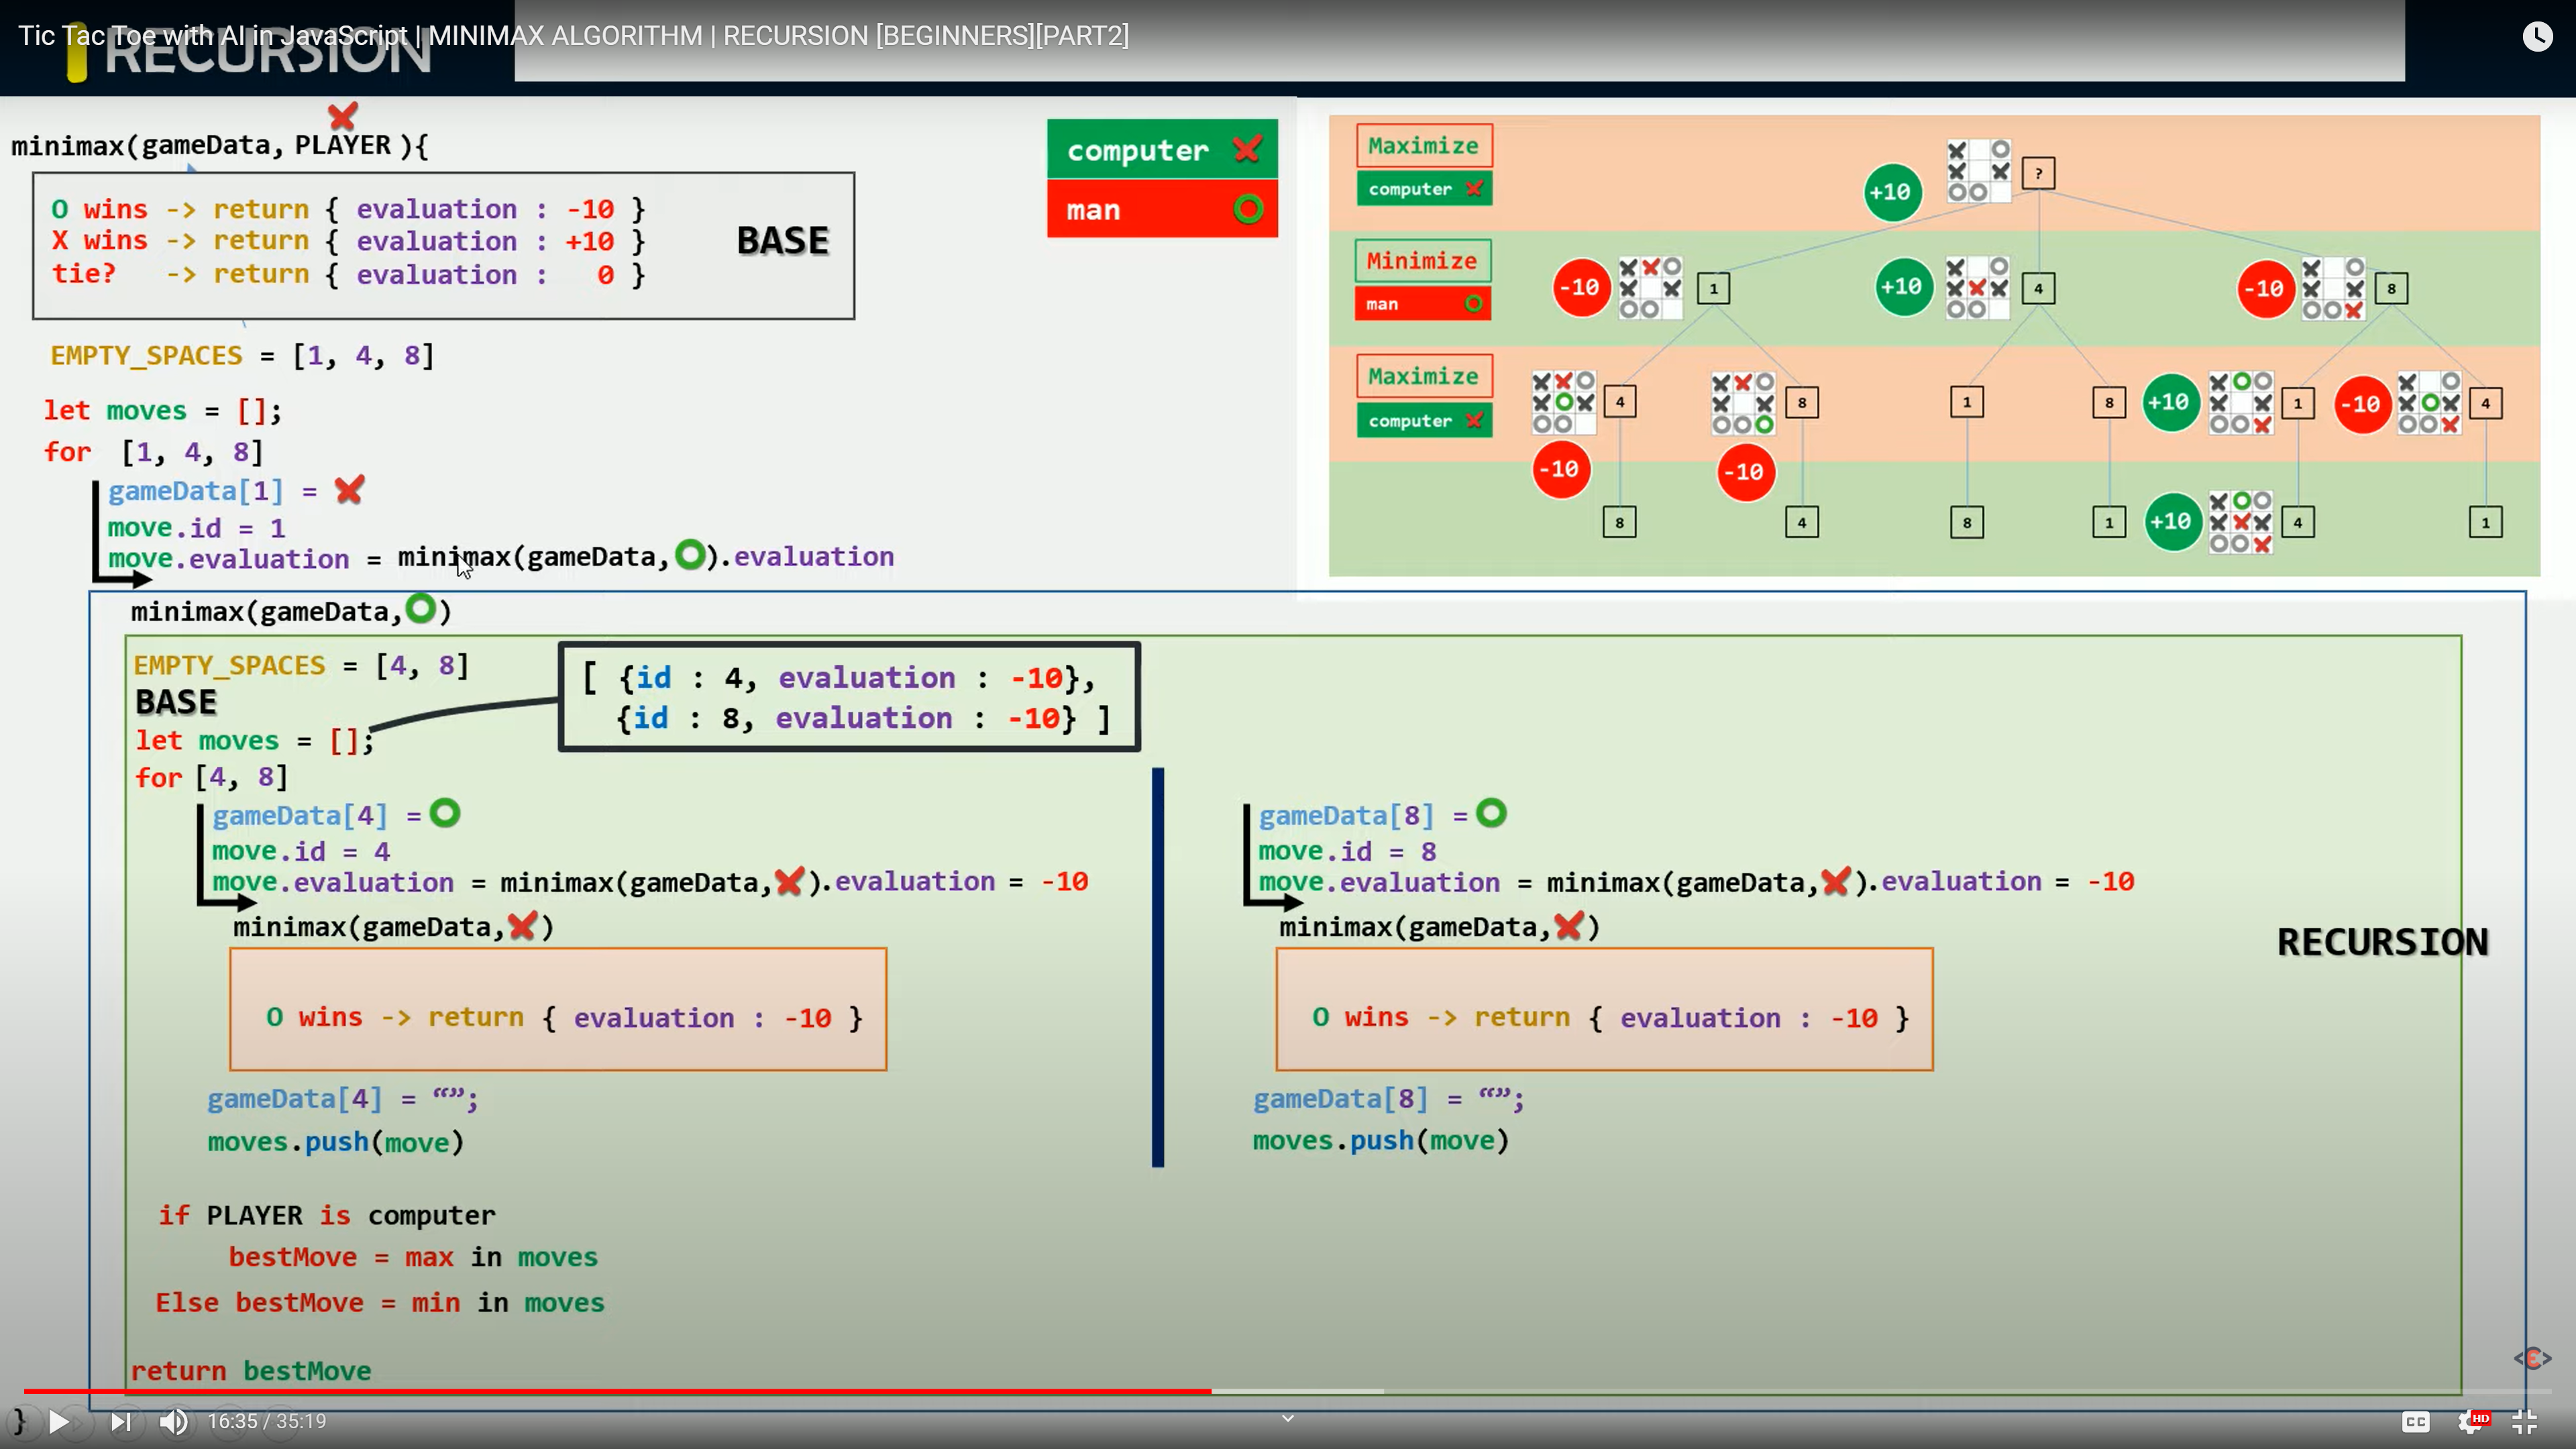 Tic Tac Toe with AI in JavaScript | MINIMAX ALGORITHM | RECURSION [BEGINNERS][PART2]
RECURSION
minimax(gameData, PLAYER ){
O wins -> return { evaluation : -10 }
X wins -> return { evaluation : +10 }
tie? -> return { evaluation : 0 }
BASE
EMPTY_SPACES = [1, 4, 8]
let moves = [];
for [1, 4, 8]
gameData[1] = ❌
move.id = 1
move.evaluation = minimax(gameData,⭕).evaluation
computer ❌
man ⭕
Maximize
computer ❌
+10
?
Minimize
man ⭕
-10
1
+10
4
-10
8
Maximize
computer ❌
4
8
1
8
+10
1
-10
4
-10
-10
8
4
8
1
+10
4
1
minimax(gameData,⭕)
EMPTY_SPACES = [4, 8]
BASE
let moves = [];
for [4, 8]
[ {id : 4, evaluation : -10},
{id : 8, evaluation : -10} ]
gameData[4] = ⭕
move.id = 4
move.evaluation = minimax(gameData,❌).evaluation = -10
minimax(gameData,❌)
O wins -> return { evaluation : -10 }
gameData[4] = “”;
moves.push(move)
gameData[8] = ⭕
move.id = 8
move.evaluation = minimax(gameData,❌).evaluation = -10
minimax(gameData,❌)
O wins -> return { evaluation : -10 }
gameData[8] = “”;
moves.push(move)
RECURSION
if PLAYER is computer
bestMove = max in moves
Else bestMove = min in moves
return bestMove
}
16:35 / 35:19
CC
HD